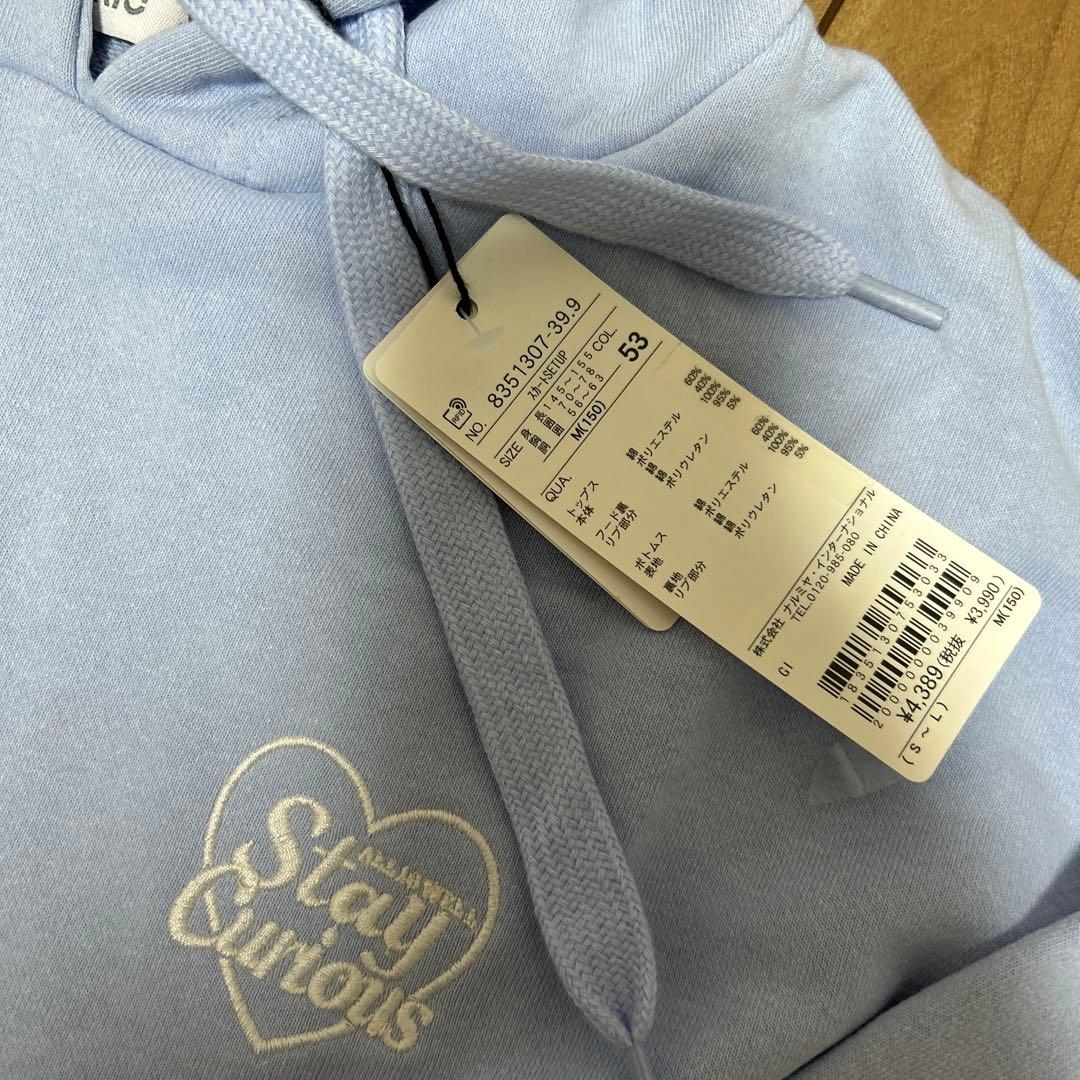 RFID
NO. 8351307-39.9
スカートSETUP
SIZE 身長 145~155 COL.
胸囲 70~78 53
胴囲 56~63
M(150)
QUA.
トップス
本体 綿 60%
ポリエステル 40%
フード裏 綿 100%
リブ部分 綿 95%
ポリウレタン 5%
ボトムス
表地 綿 60%
ポリエステル 40%
裏地 綿 100%
リブ部分 綿 95%
ポリウレタン 5%
株式会社 ナルミヤ・インターナショナル
TEL.0120-985-080
MADE IN CHINA
GI
1835130753033
2000000039909
¥4,389(税抜 ¥3,990)
(S ~ L) M(150)
Stay
Curious